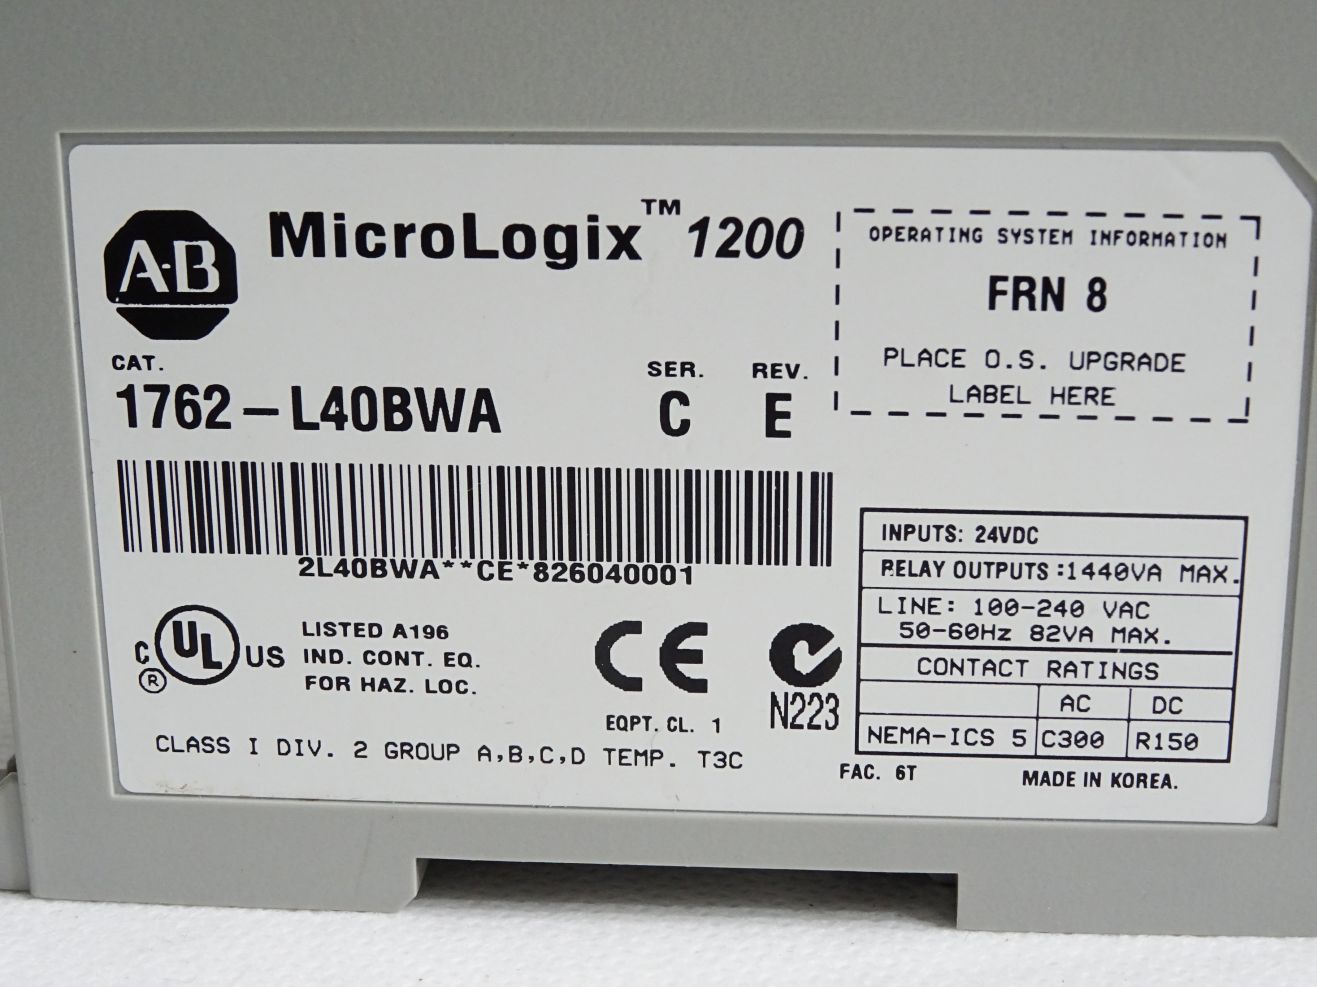 A-B
MicroLogix™ 1200
OPERATING SYSTEM INFORMATION
FRN 8
PLACE O.S. UPGRADE
LABEL HERE
CAT.
SER.
REV.
1762-L40BWA
C
E
2L40BWA**CE*826040001
C UL US
®
LISTED A196
IND. CONT. EQ.
FOR HAZ. LOC.
CE
N223
EQPT. CL. 1
CLASS I DIV. 2 GROUP A,B,C,D TEMP. T3C
INPUTS: 24VDC
RELAY OUTPUTS :1440VA MAX.
LINE: 100-240 VAC
50-60Hz 82VA MAX.
CONTACT RATINGS
AC
DC
NEMA-ICS 5
C300
R150
FAC. 6T
MADE IN KOREA.